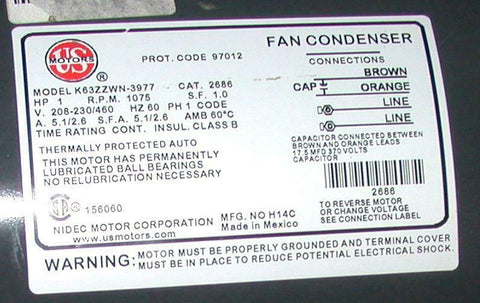 US
MOTORS
®
PROT. CODE 97012
MODEL K63ZZWN-3977 CAT. 2686
HP 1 R.P.M. 1075 S.F. 1.0
V. 208-230/460 HZ 60 PH 1 CODE
A. 5.1/2.6 S.F.A. 5.1/2.6 AMB 60°C
TIME RATING CONT. INSUL. CLASS B
THERMALLY PROTECTED AUTO
THIS MOTOR HAS PERMANENTLY
LUBRICATED BALL BEARINGS
NO RELUBRICATION NECESSARY
156060
NIDEC MOTOR CORPORATION
www.usmotors.com
MFG. NO H14C
Made in Mexico
FAN CONDENSER
CONNECTIONS
BROWN
CAP ORANGE
LINE
LINE
CAPACITOR CONNECTED BETWEEN
BROWN AND ORANGE LEADS
17.5 MFD 370 VOLTS
CAPACITOR
2686
TO REVERSE MOTOR
OR CHANGE VOLTAGE
SEE CONNECTION LABEL
WARNING: MOTOR MUST BE PROPERLY GROUNDED AND TERMINAL COVER
MUST BE IN PLACE TO REDUCE POTENTIAL ELECTRICAL SHOCK.